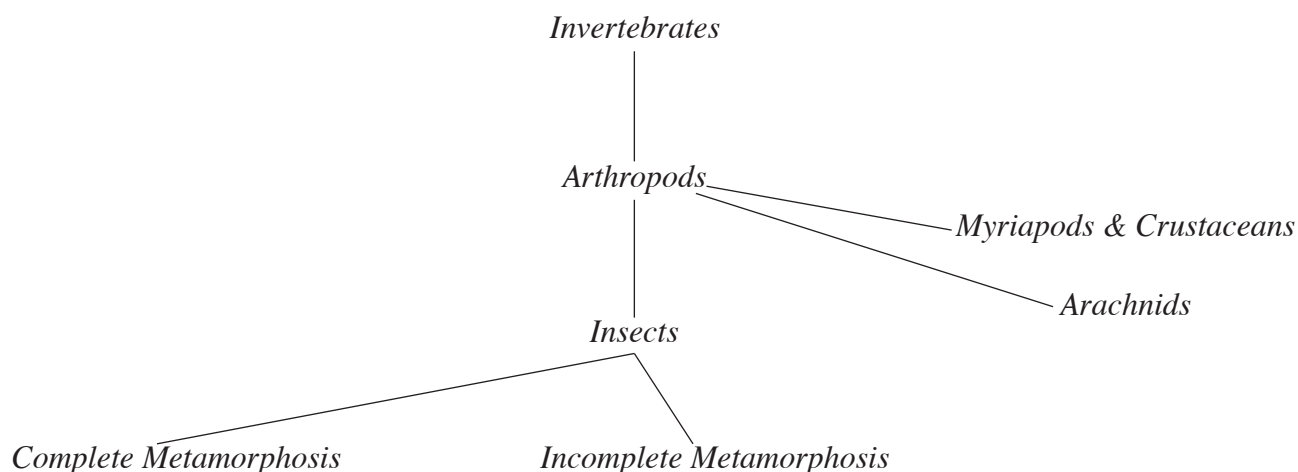 Invertebrates
Arthropods
Myriapods & Crustaceans
Arachnids
Insects
Complete Metamorphosis
Incomplete Metamorphosis